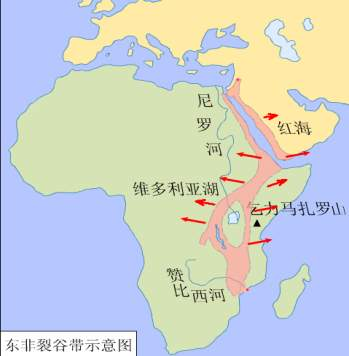 尼罗河
红海
维多利亚湖
乞力马扎罗山
赞比西河
东非裂谷带示意图